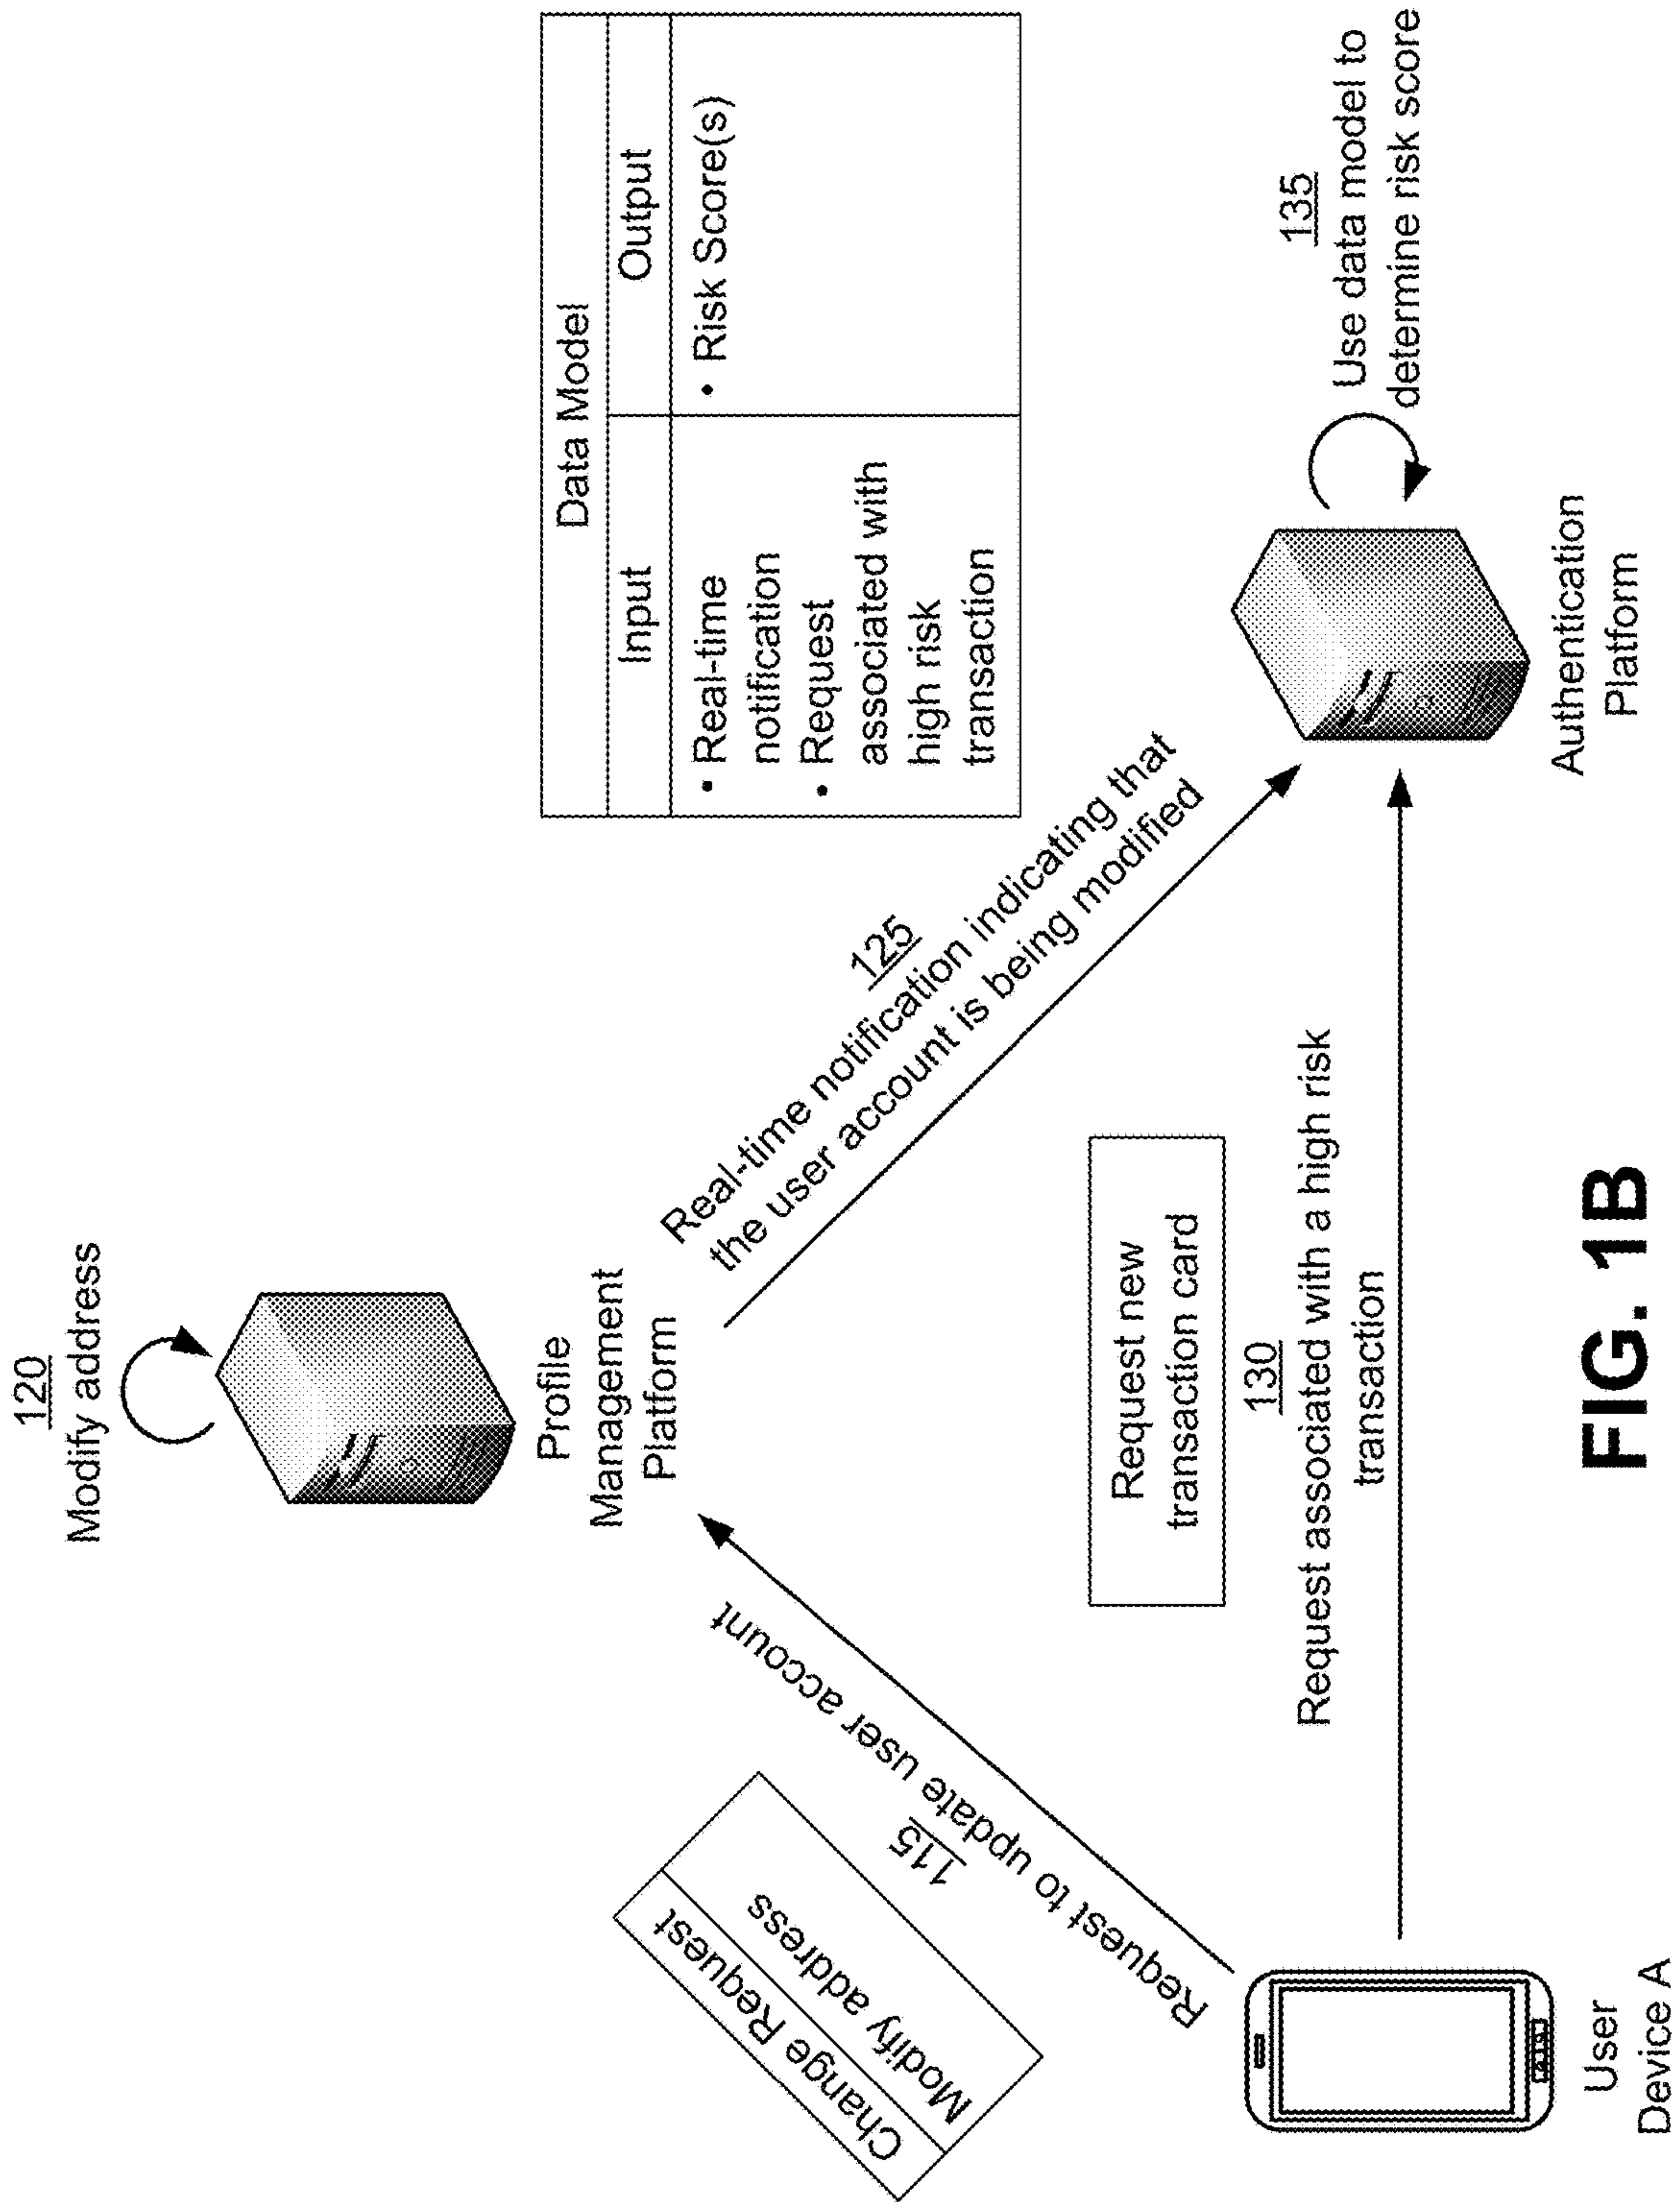 120
Modify address
Profile
Management
Platform
Change Request
Modify address
115
Request to update user account
125
Real-time notification indicating that
the user account is being modified
Data Model
Input
Output
• Real-time
notification
• Request
associated with
high risk
transaction
• Risk Score(s)
Request new
transaction card
130
Request associated with a high risk
transaction
135
Use data model to
determine risk score
User
Device A
Authentication
Platform
FIG. 1B